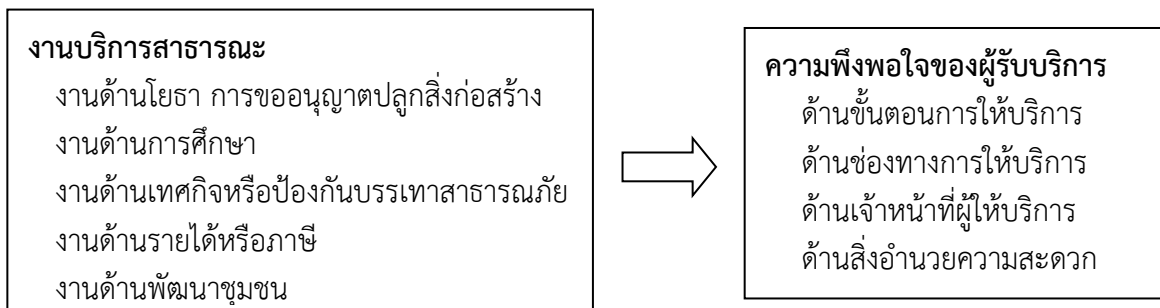 งานบริการสาธารณะ
งานด้านโยธา การขออนุญาตปลูกสิ่งก่อสร้าง
งานด้านการศึกษา
งานด้านเทศกิจหรือป้องกันบรรเทาสาธารณภัย
งานด้านรายได้หรือภาษี
งานด้านพัฒนาชุมชน
ความพึงพอใจของผู้รับบริการ
ด้านขั้นตอนการให้บริการ
ด้านช่องทางการให้บริการ
ด้านเจ้าหน้าที่ผู้ให้บริการ
ด้านสิ่งอำนวยความสะดวก